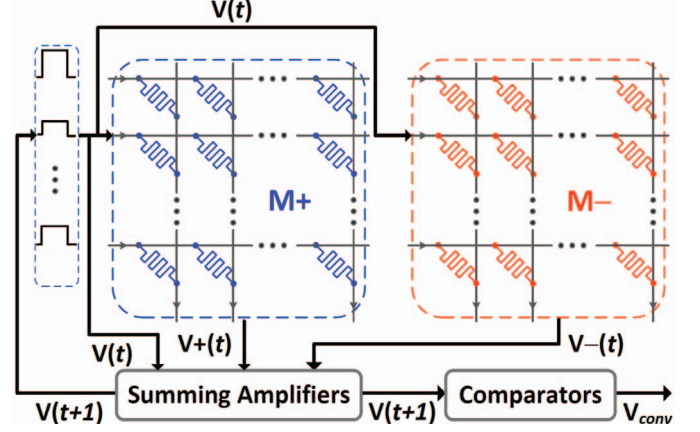 V(t)
M+
M−
V(t)
V+(t)
V−(t)
Summing Amplifiers
Comparators
V(t+1)
V(t+1)
Vconv